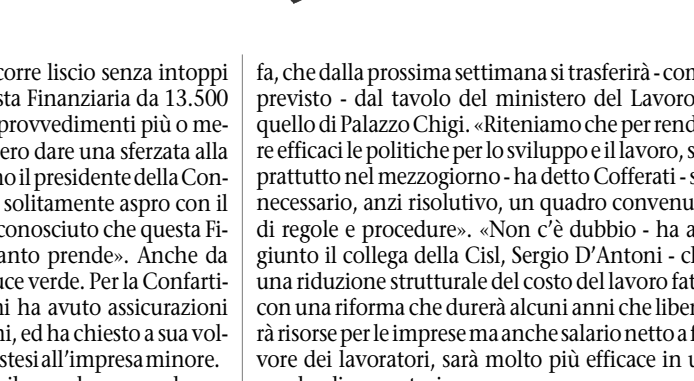 corre liscio senza intoppi
sta Finanziaria da 13.500
provvedimenti più o me-
ero dare una sferzata alla
no il presidente della Con-
solitamente aspro con il
conosciuto che questa Fi-
anto prende». Anche da
uce verde. Per la Confarti-
ni ha avuto assicurazioni
ni, ed ha chiesto a sua vol-
stesi all'impresa minore.
fa, che dalla prossima settimana si trasferirà - com
previsto - dal tavolo del ministero del Lavoro
quello di Palazzo Chigi. «Riteniamo che per rend
re efficaci le politiche per lo sviluppo e il lavoro, s
prattutto nel mezzogiorno - ha detto Cofferati - s
necessario, anzi risolutivo, un quadro convenu
di regole e procedure». «Non c'è dubbio - ha a
giunto il collega della Cisl, Sergio D'Antoni - c
una riduzione strutturale del costo del lavoro fat
con una riforma che durerà alcuni anni che liber
rà risorse per le imprese ma anche salario netto a f
vore dei lavoratori, sarà molto più efficace in u